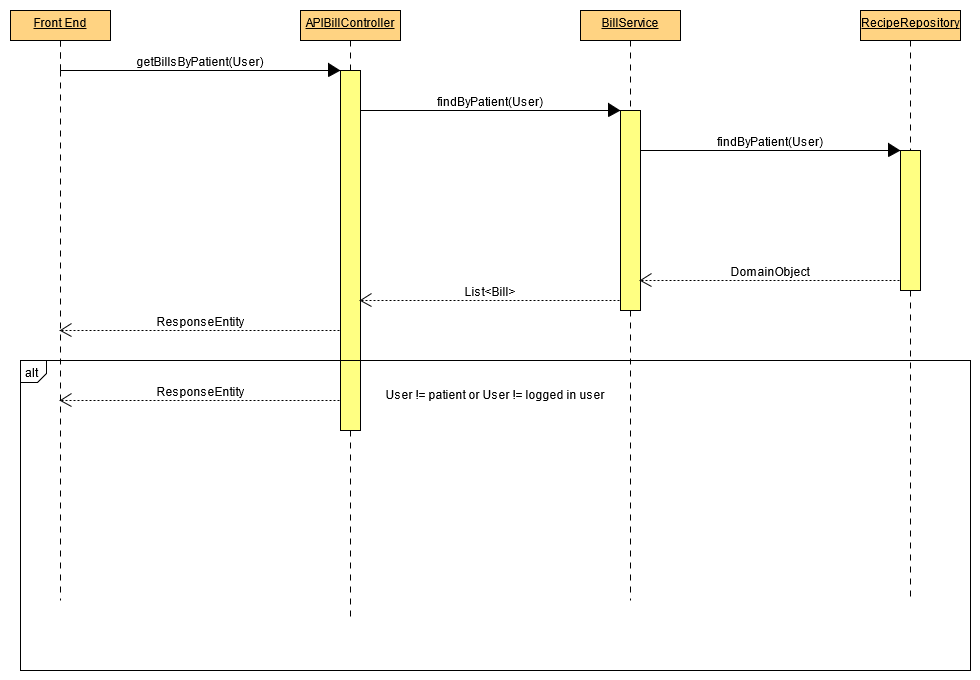 Front End
APIBillController
BillService
RecipeRepository
getBillsByPatient(User)
findByPatient(User)
findByPatient(User)
DomainObject
List<Bill>
ResponseEntity
alt
ResponseEntity
User != patient or User != logged in user